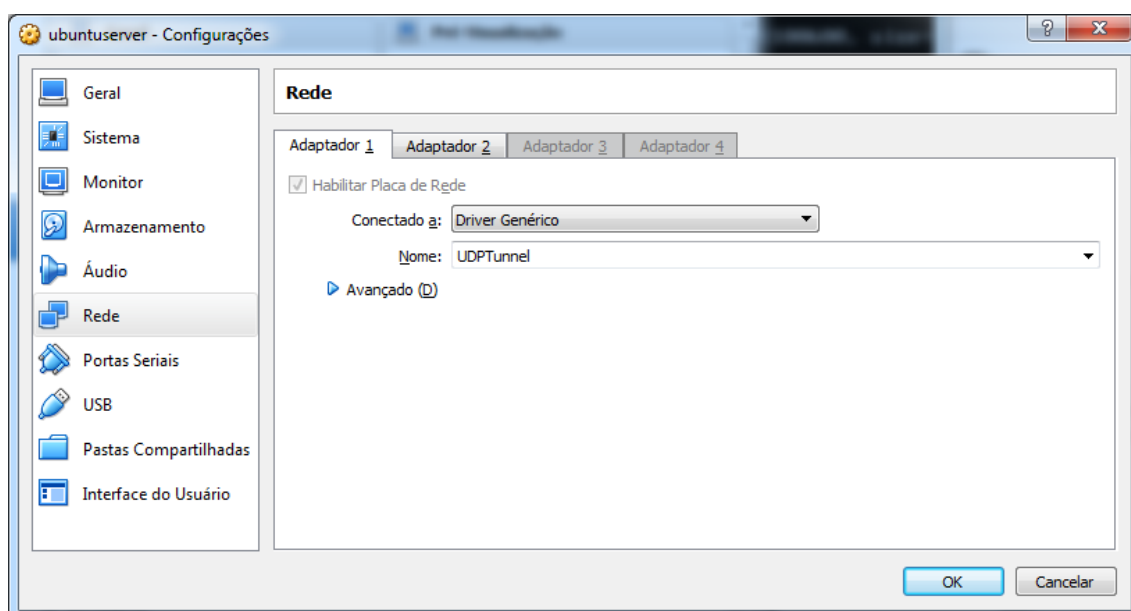 ubuntuserver - Configurações
Geral
Sistema
Monitor
Armazenamento
Áudio
Rede
Portas Seriais
USB
Pastas Compartilhadas
Interface do Usuário
Rede
Adaptador 1 Adaptador 2 Adaptador 3 Adaptador 4
Habilitar Placa de Rede
Conectado a: Driver Genérico
Nome: UDPTunnel
Avançado (D)
OK Cancelar